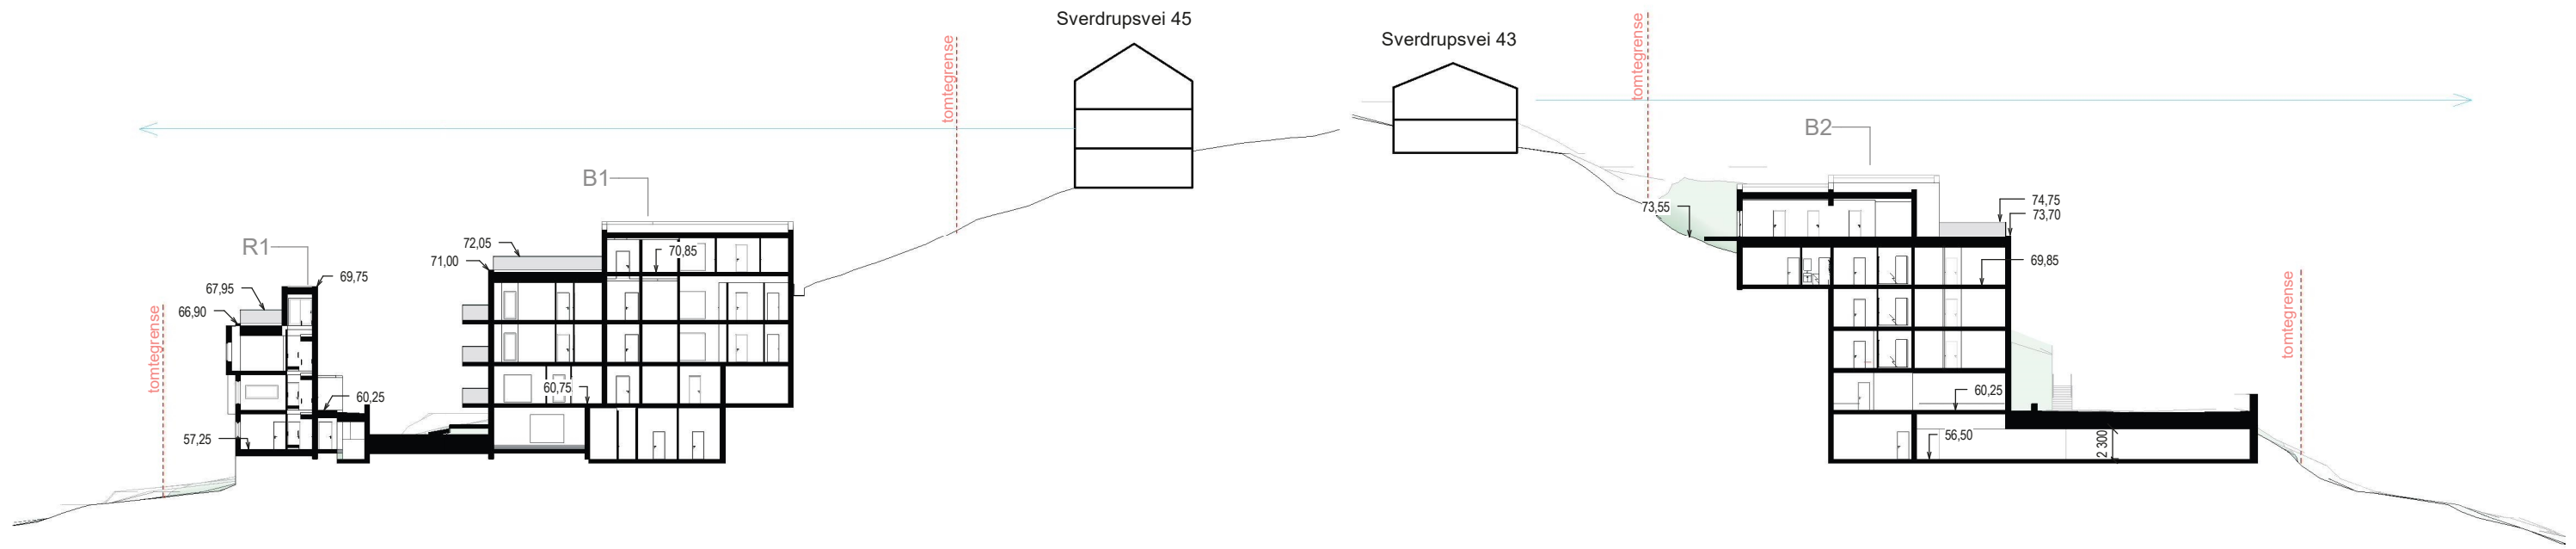 Sverdrupsvei 45
Sverdrupsvei 43
tomtegrense
tomtegrense
B1
B2
R1
72,05
71,00
70,85
69,75
67,95
66,90
tomtegrense
60,75
60,25
57,25
73,55
74,75
73,70
69,85
tomtegrense
60,25
56,50
2 300